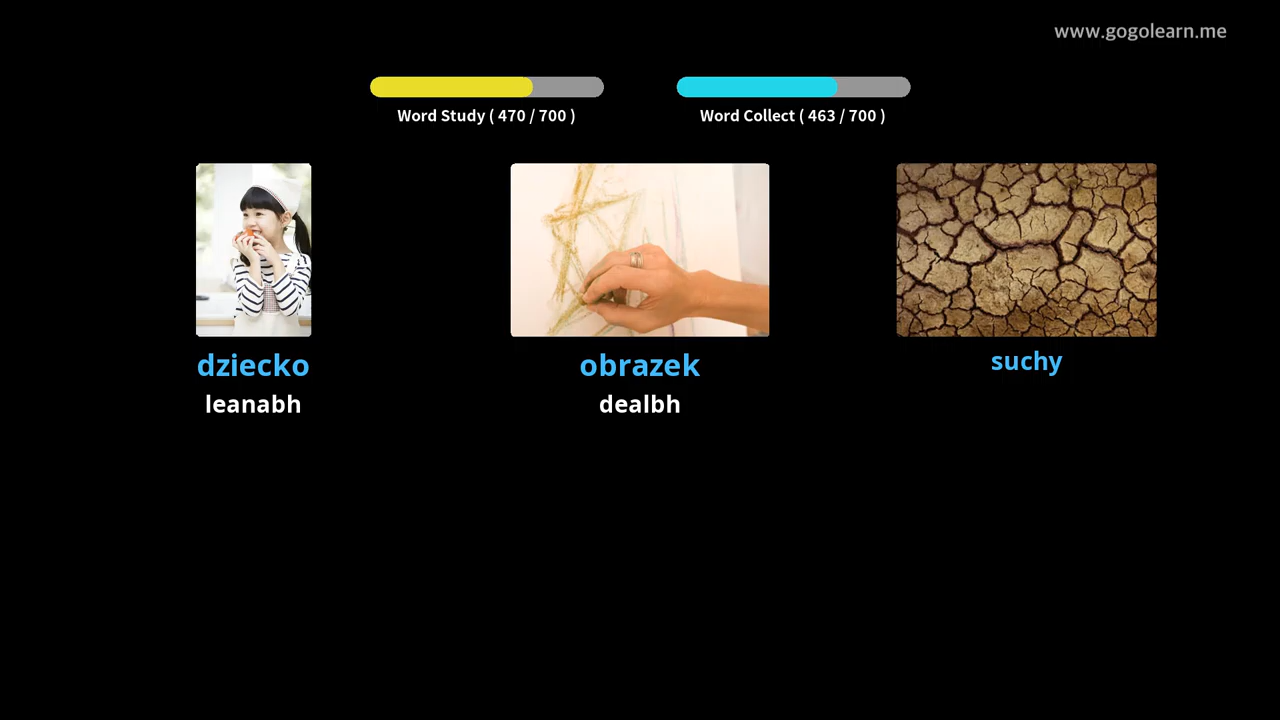 www.gogolearn.me
Word Study ( 470 / 700 )
Word Collect ( 463 / 700 )
dziecko
leanabh
obrazek
dealbh
suchy